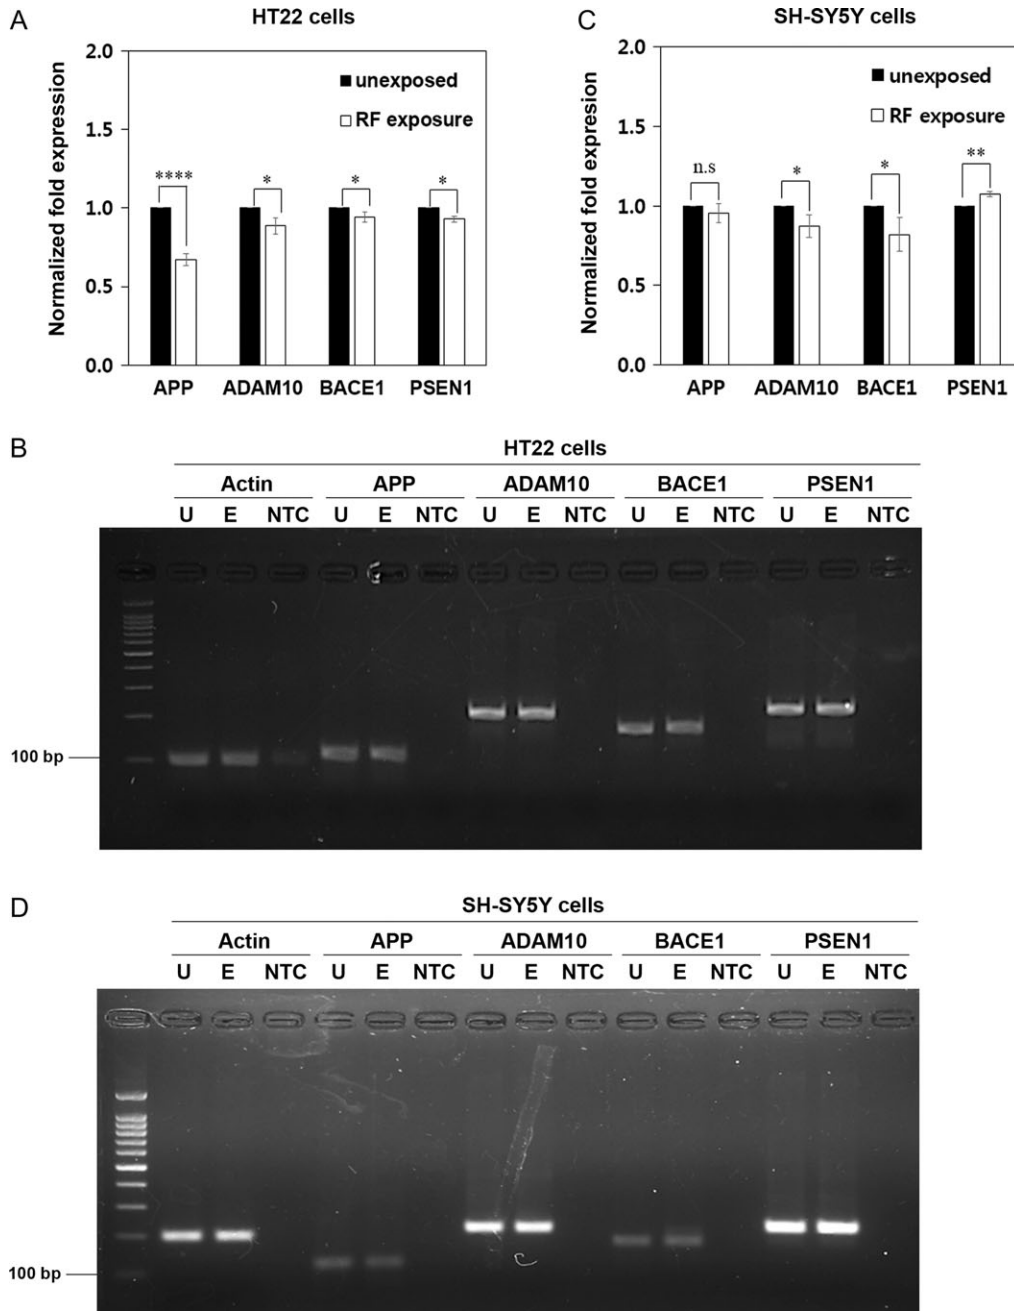 A
HT22 cells
Normalized fold expression
2.0
1.5
1.0
0.5
0.0
unexposed
RF exposure
****
*
*
*
APP ADAM10 BACE1 PSEN1
C
SH-SY5Y cells
Normalized fold expression
2.0
1.5
1.0
0.5
0.0
unexposed
RF exposure
n.s
*
*
**
APP ADAM10 BACE1 PSEN1
B
HT22 cells
Actin APP ADAM10 BACE1 PSEN1
U E NTC U E NTC U E NTC U E NTC U E NTC
100 bp
D
SH-SY5Y cells
Actin APP ADAM10 BACE1 PSEN1
U E NTC U E NTC U E NTC U E NTC U E NTC
100 bp